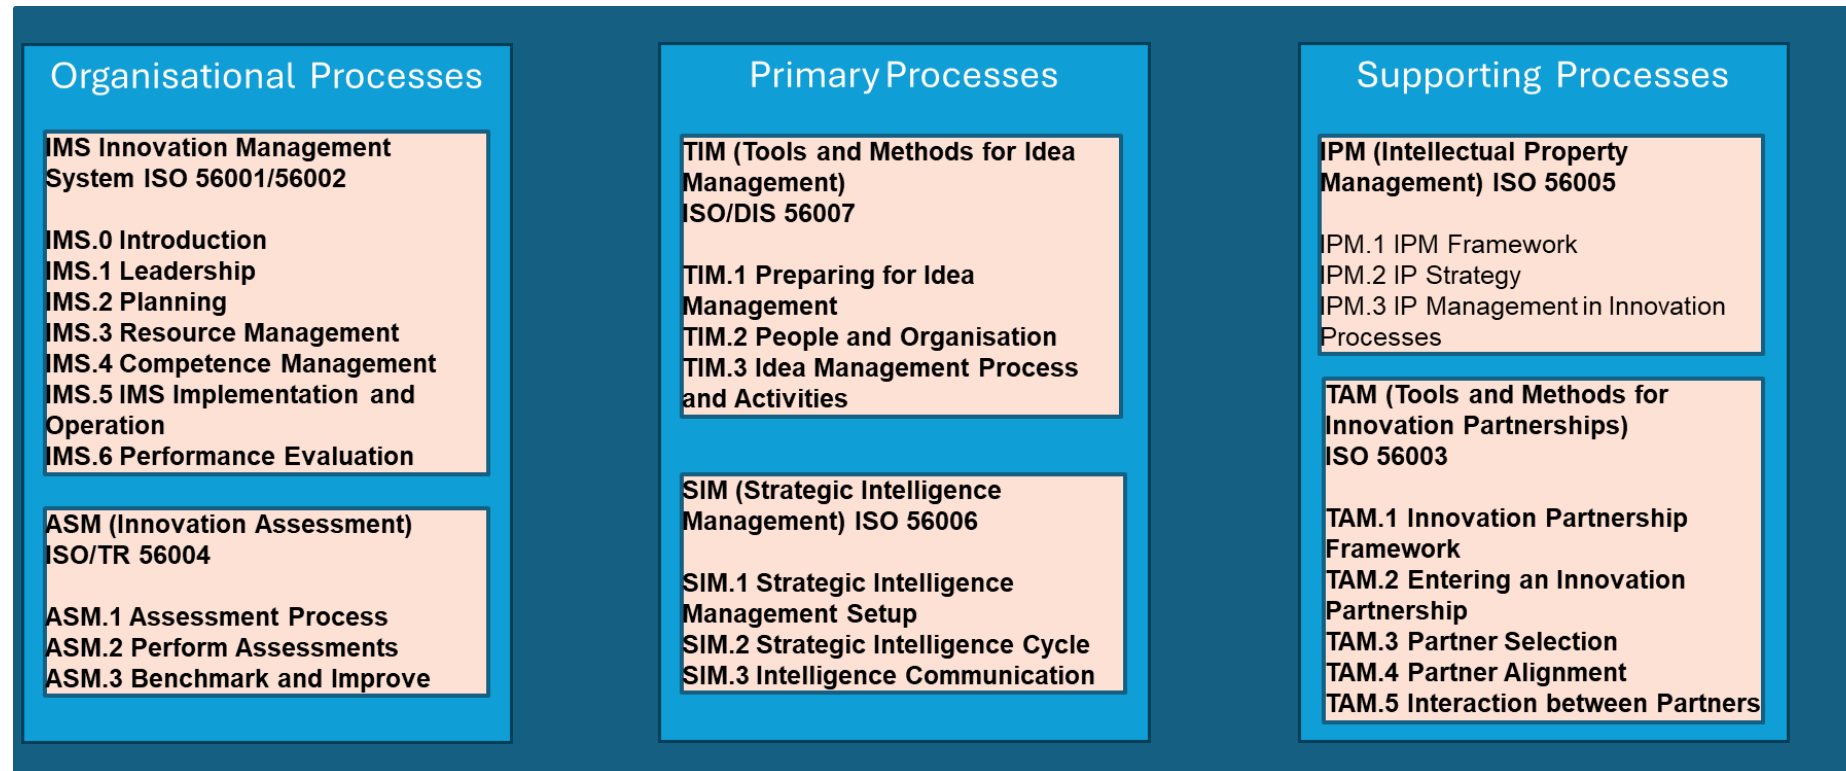 Organisational Processes
IMS Innovation Management
System ISO 56001/56002
IMS.0 Introduction
IMS.1 Leadership
IMS.2 Planning
IMS.3 Resource Management
IMS.4 Competence Management
IMS.5 IMS Implementation and
Operation
IMS.6 Performance Evaluation
ASM (Innovation Assessment)
ISO/TR 56004
ASM.1 Assessment Process
ASM.2 Perform Assessments
ASM.3 Benchmark and Improve
Primary Processes
TIM (Tools and Methods for Idea
Management)
ISO/DIS 56007
TIM.1 Preparing for Idea
Management
TIM.2 People and Organisation
TIM.3 Idea Management Process
and Activities
SIM (Strategic Intelligence
Management) ISO 56006
SIM.1 Strategic Intelligence
Management Setup
SIM.2 Strategic Intelligence Cycle
SIM.3 Intelligence Communication
Supporting Processes
IPM (Intellectual Property
Management) ISO 56005
IPM.1 IPM Framework
IPM.2 IP Strategy
IPM.3 IP Management in Innovation
Processes
TAM (Tools and Methods for
Innovation Partnerships)
ISO 56003
TAM.1 Innovation Partnership
Framework
TAM.2 Entering an Innovation
Partnership
TAM.3 Partner Selection
TAM.4 Partner Alignment
TAM.5 Interaction between Partners